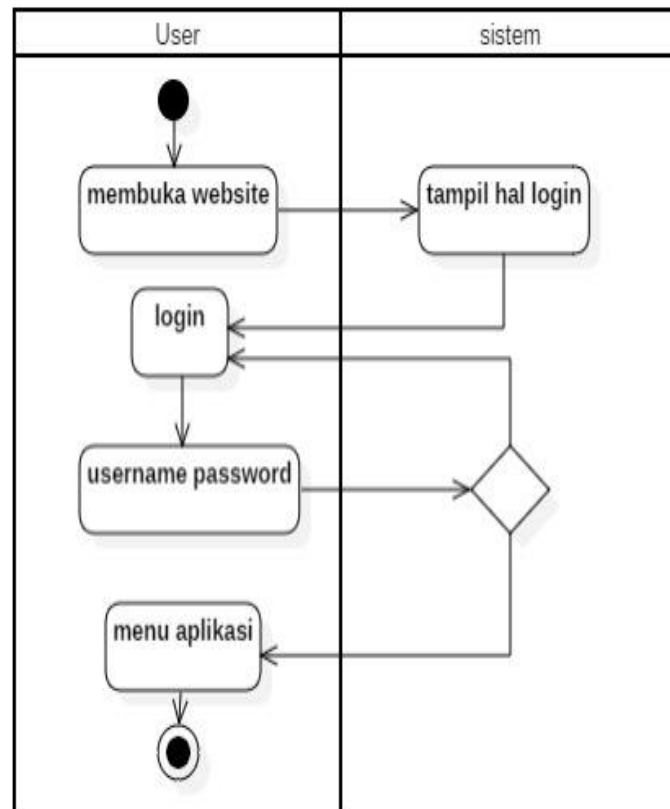 User
sistem
membuka website
tampil hal login
login
username password
menu aplikasi